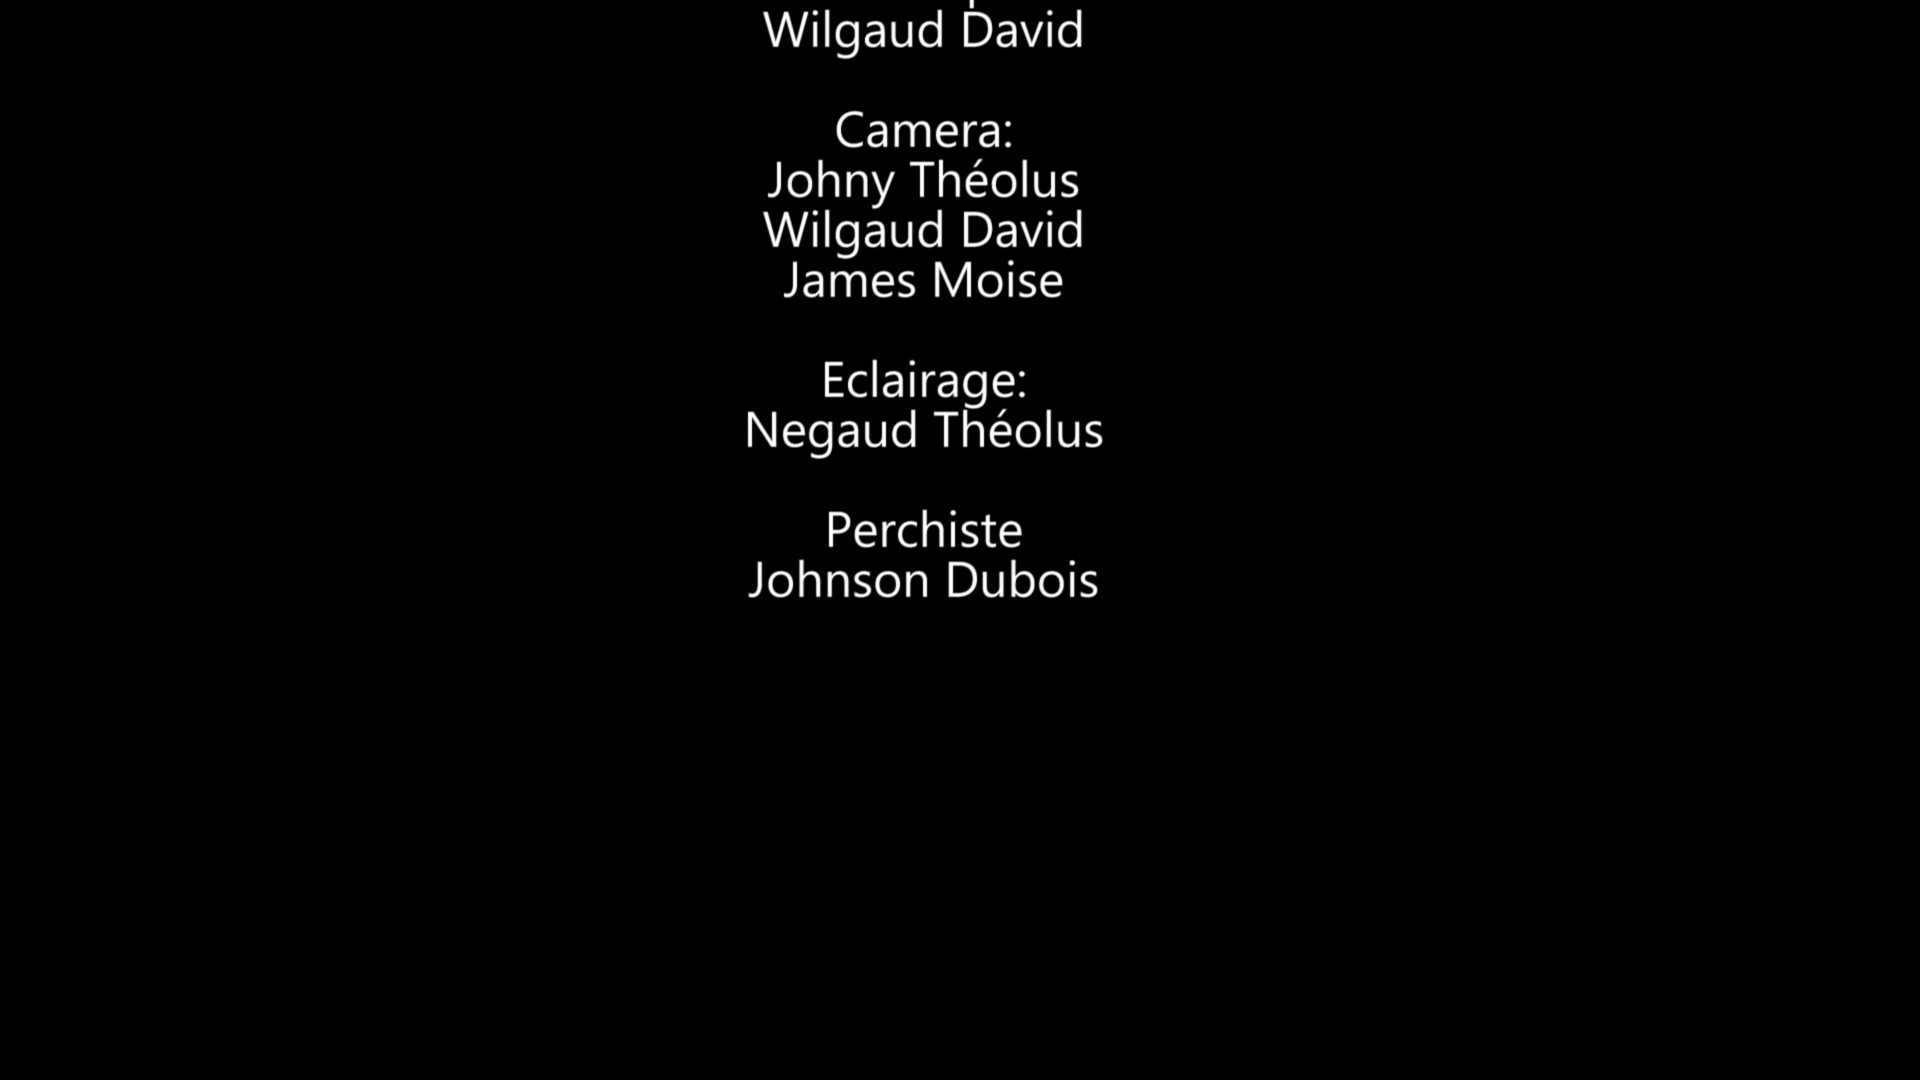 Wilgaud David
Camera:
Johny Théolus
Wilgaud David
James Moise
Eclairage:
Negaud Théolus
Perchiste
Johnson Dubois